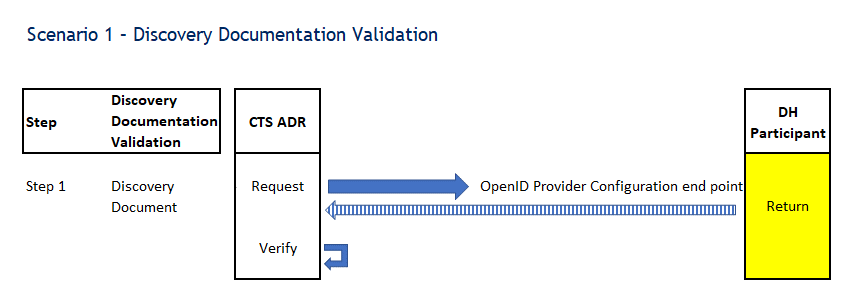 Scenario 1 – Discovery Documentation Validation
Step
Discovery
Documentation
Validation
CTS ADR
DH
Participant
Step 1
Discovery
Document
Request
OpenID Provider Configuration end point
Return
Verify